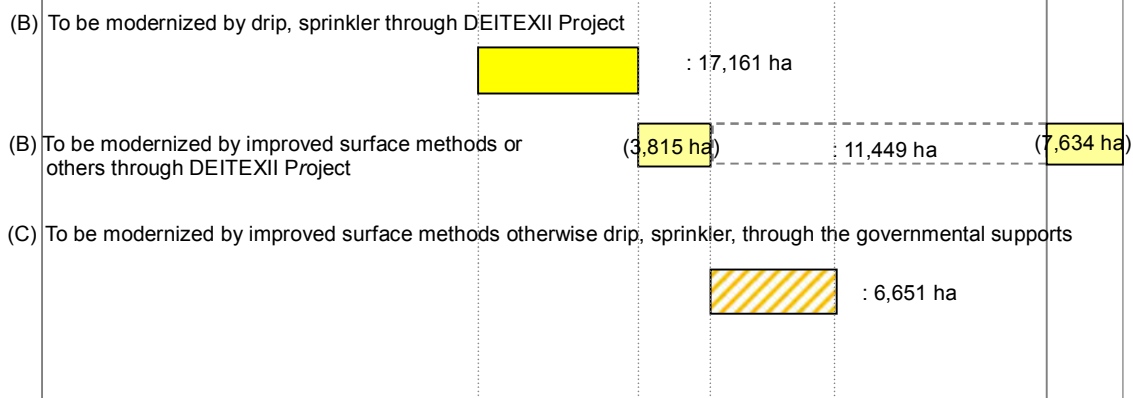 (B) To be modernized by drip, sprinkler through DEITEXII Project
: 17,161 ha
(B) To be modernized by improved surface methods or
others through DEITEXII Project
(3,815 ha)
: 11,449 ha
(7,634 ha)
(C) To be modernized by improved surface methods otherwise drip, sprinkler, through the governmental supports
: 6,651 ha